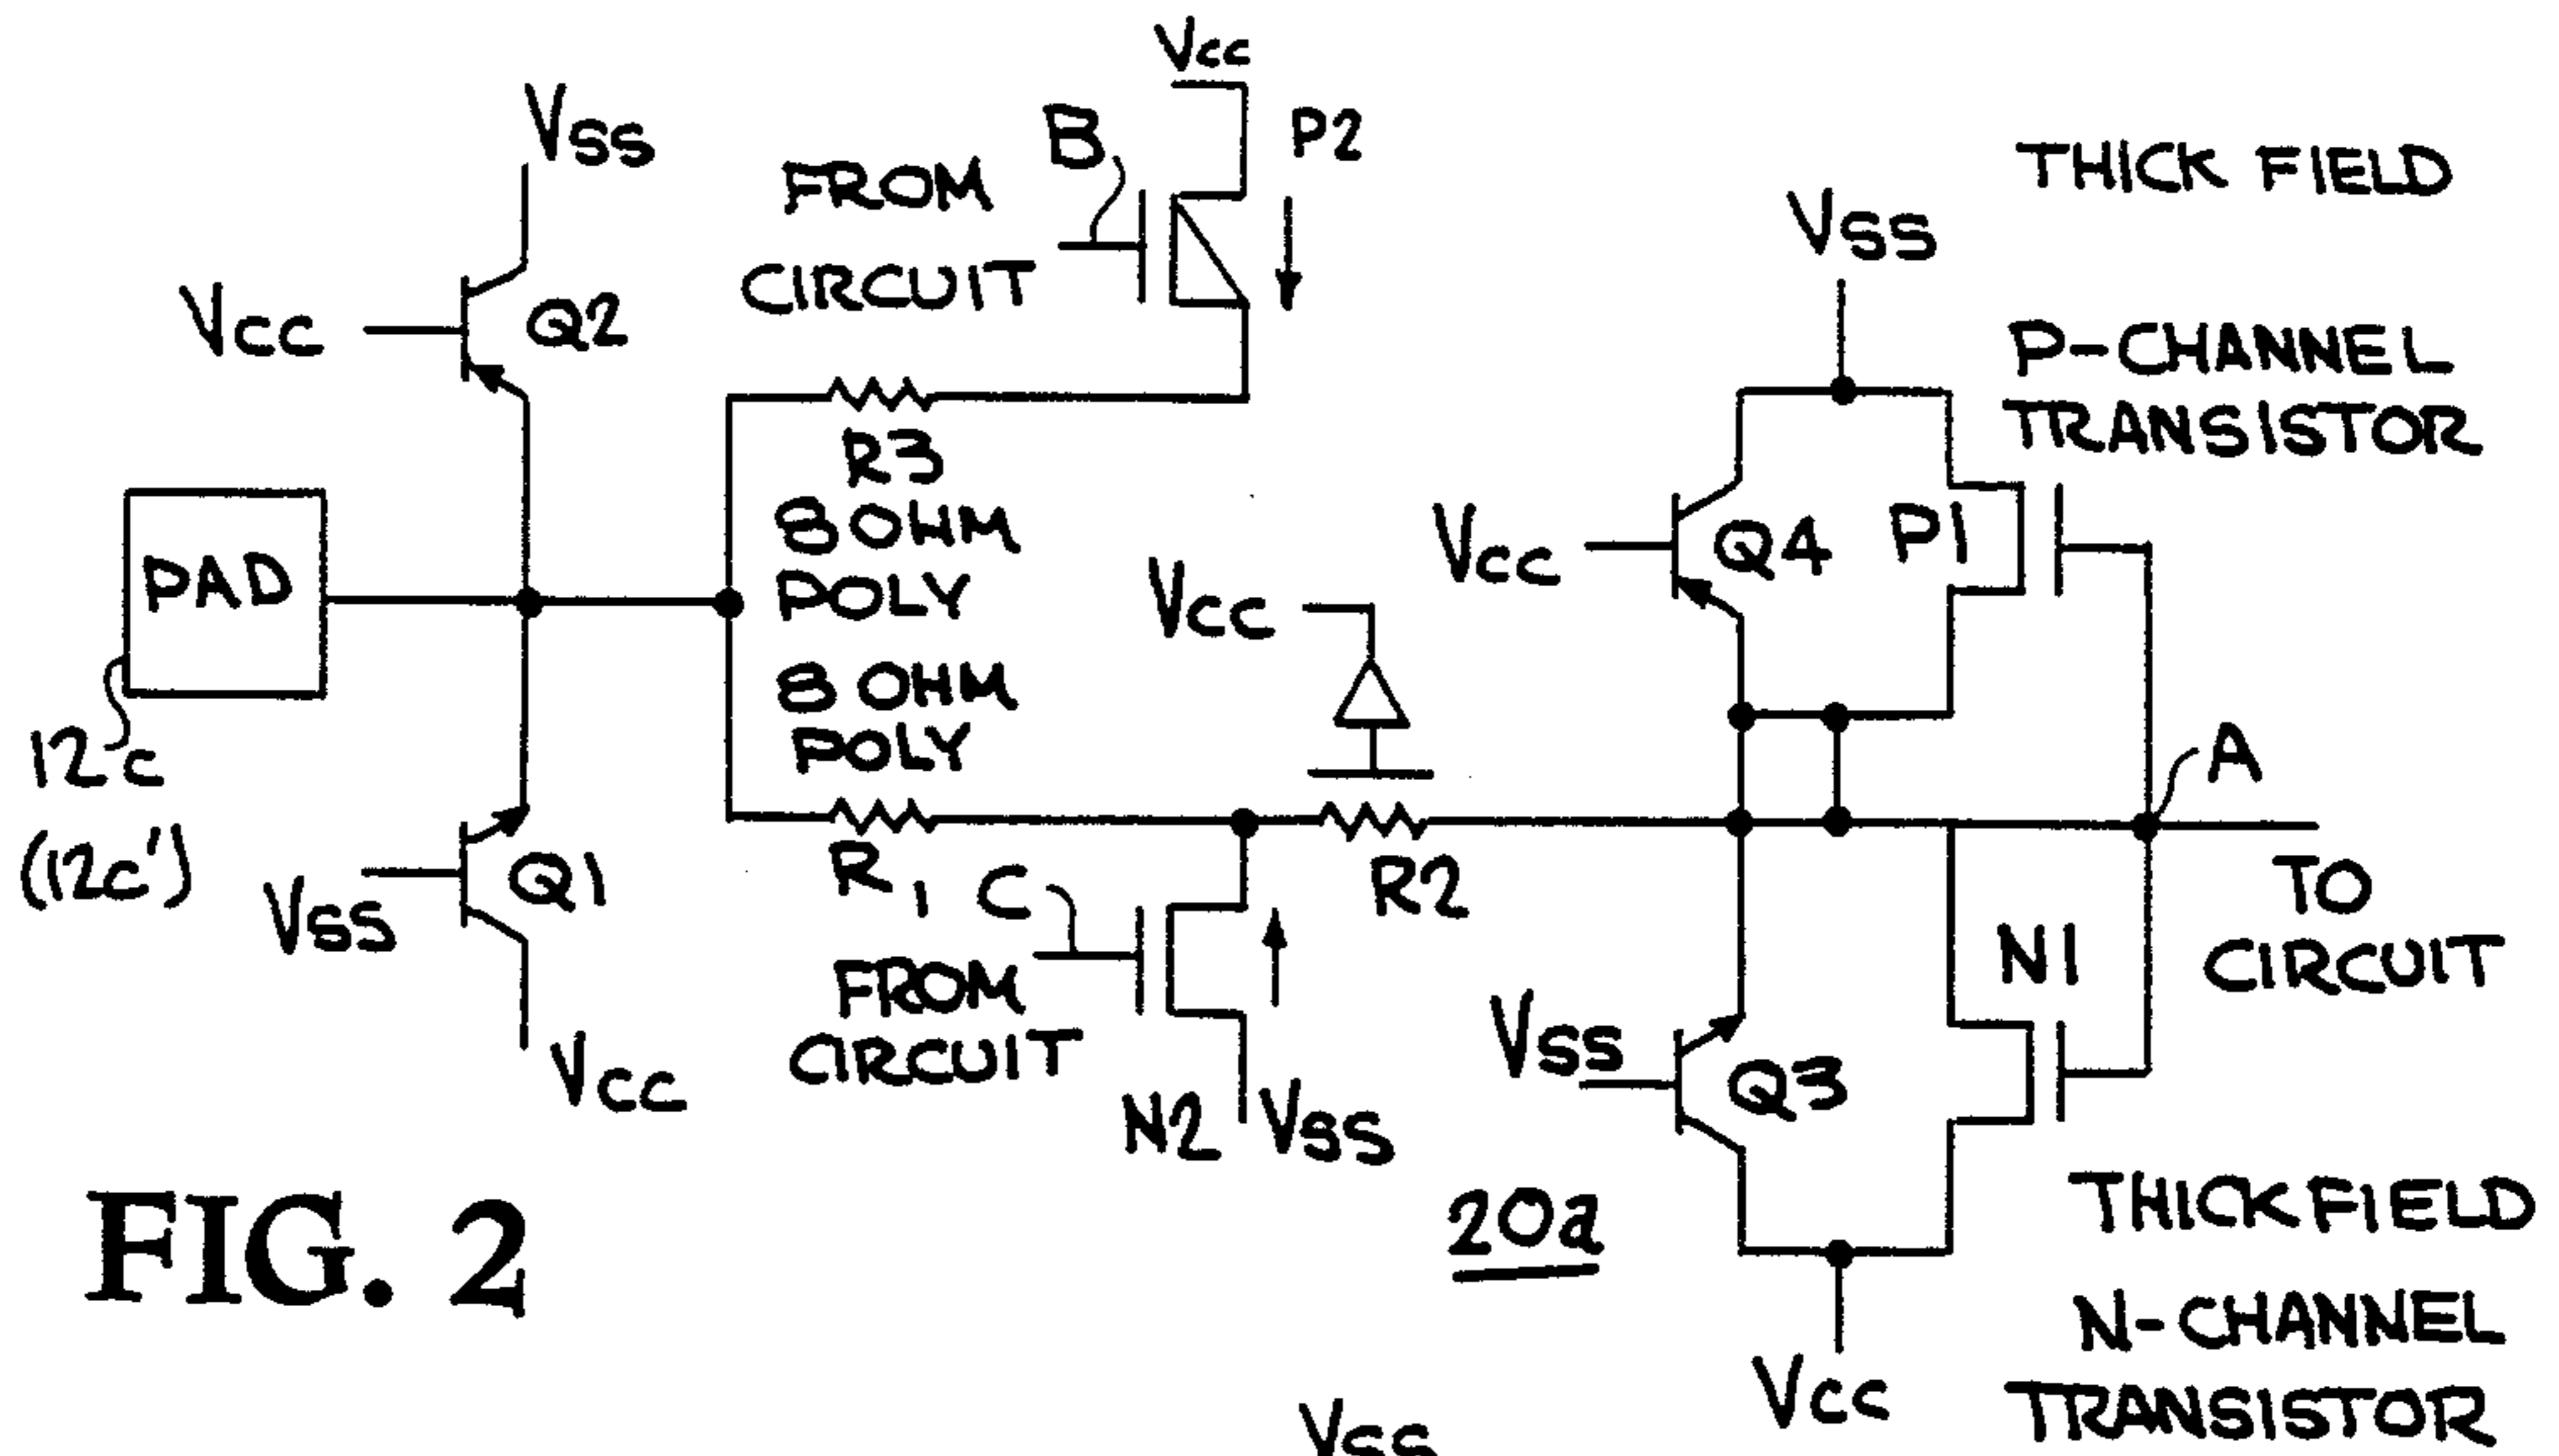 Vcc
P2
B
FROM
CIRCUIT
VSS
VCC
Q2
PAD
12c
(12c')
R3
8 OHM
POLY
8 OHM
POLY
R1
VSS
Q1
VCC
C
FROM
CIRCUIT
N2
VSS
VCC
R2
THICK FIELD
P-CHANNEL
TRANSISTOR
VSS
VCC
Q4
P1
A
TO
CIRCUIT
N1
VSS
Q3
THICK FIELD
N-CHANNEL
TRANSISTOR
VCC
20a
FIG. 2
VSS